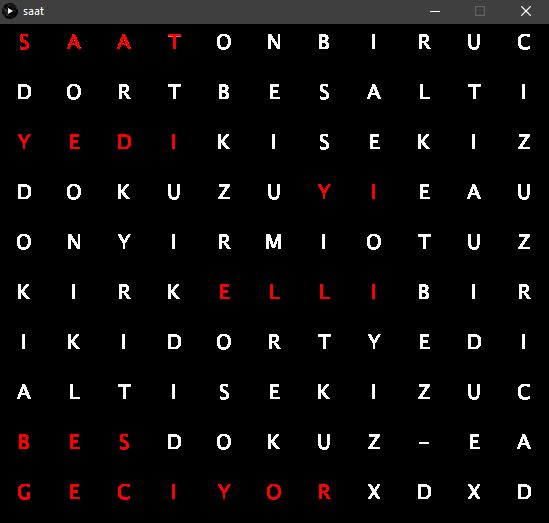 saat
S A A T O N B I R U C
D O R T B E S A L T I
Y E D I K I S E K I Z
D O K U Z U Y I E A U
O N Y I R M I O T U Z
K I R K E L L I B I R
I K I D O R T Y E D I
A L T I S E K I Z U C
B E S D O K U Z - E A
G E C I Y O R X D X D